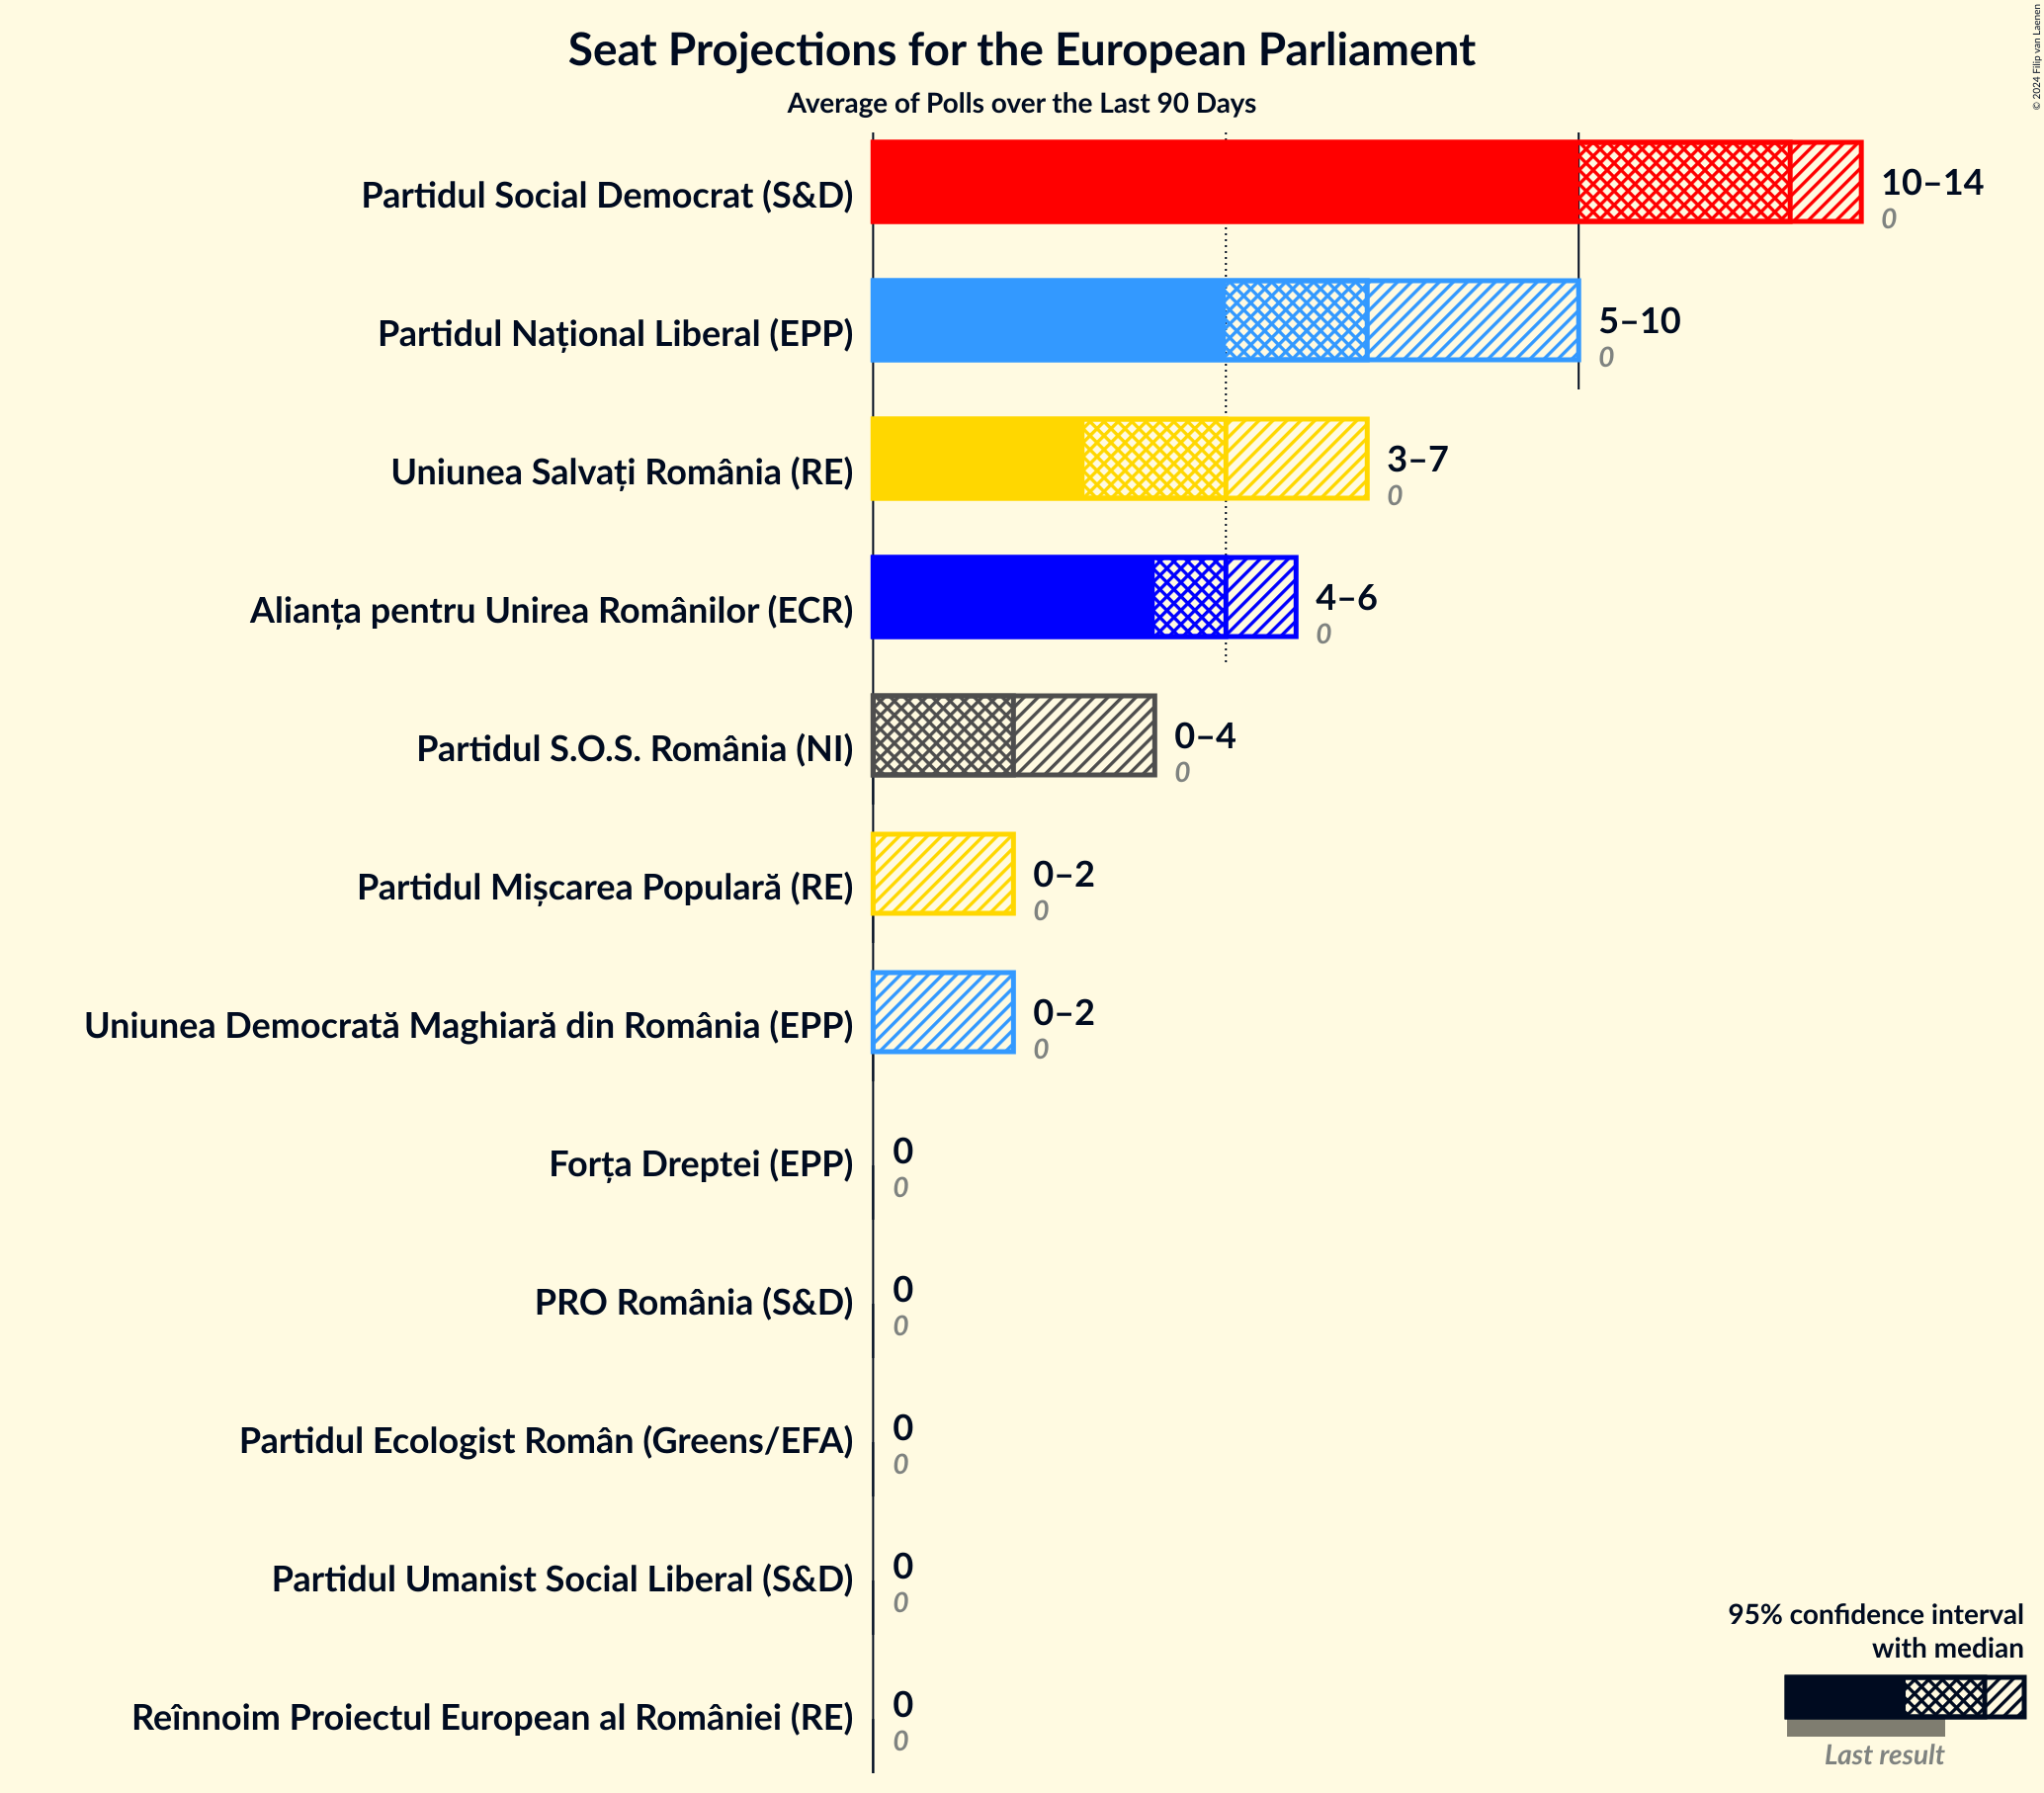 © 2024 Filip van Laenen
Seat Projections for the European Parliament
Average of Polls over the Last 90 Days
Partidul Social Democrat (S&D)
10–14
0
Partidul Național Liberal (EPP)
5–10
0
Uniunea Salvați România (RE)
3–7
0
Alianța pentru Unirea Românilor (ECR)
4–6
0
Partidul S.O.S. România (NI)
0–4
0
Partidul Mișcarea Populară (RE)
0–2
0
Uniunea Democrată Maghiară din România (EPP)
0–2
0
Forța Dreptei (EPP)
0
0
PRO România (S&D)
0
0
Partidul Ecologist Român (Greens/EFA)
0
0
Partidul Umanist Social Liberal (S&D)
0
0
Reînnoim Proiectul European al României (RE)
0
0
95% confidence interval
with median
Last result